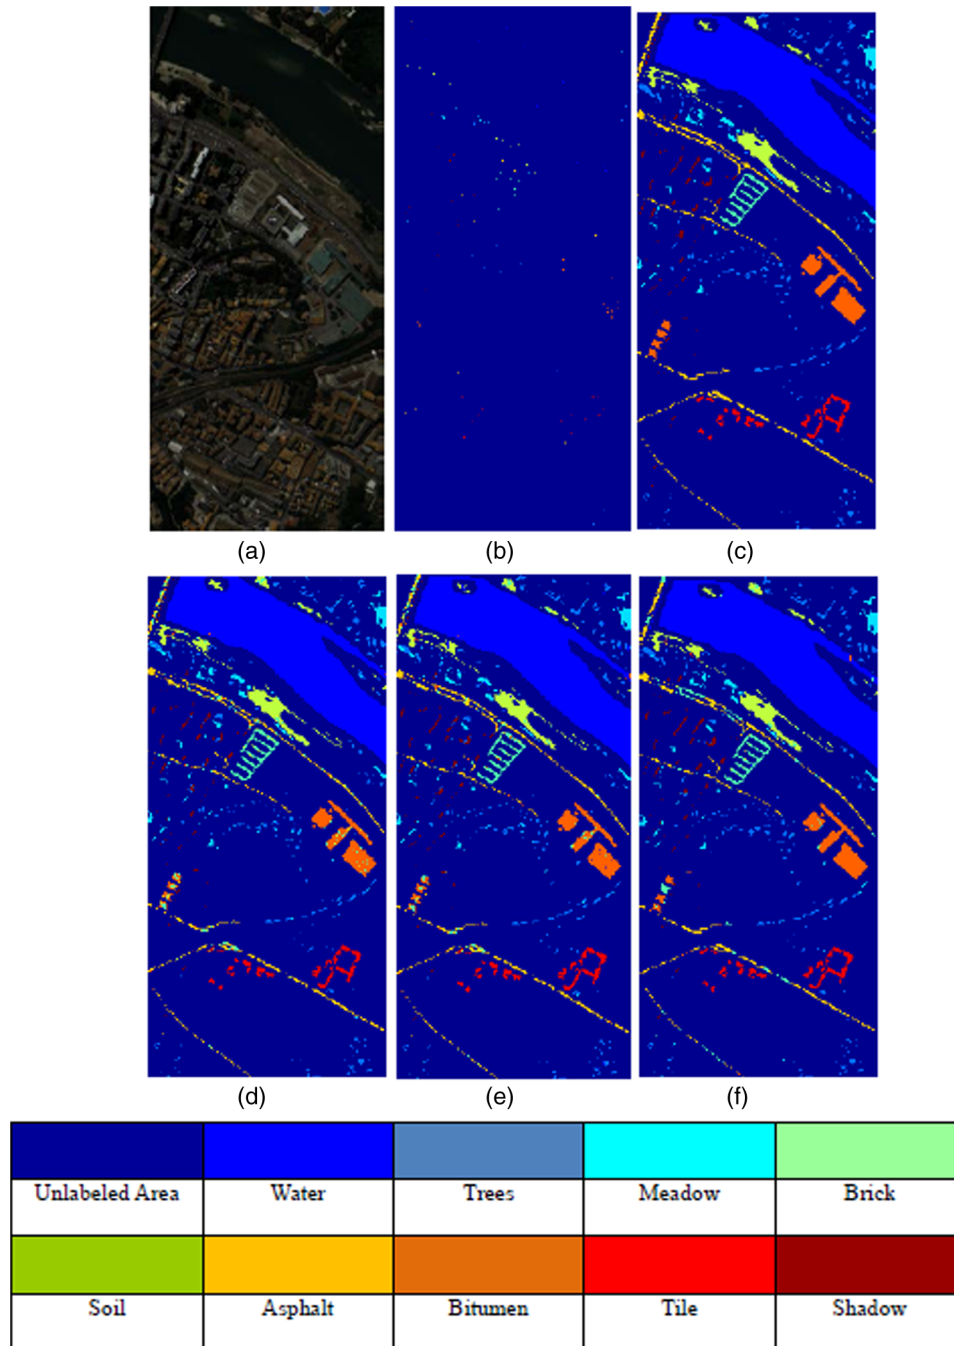 (a) (b) (c)
(d) (e) (f)
Unlabeled Area Water Trees Meadow Brick
Soil Asphalt Bitumen Tile Shadow